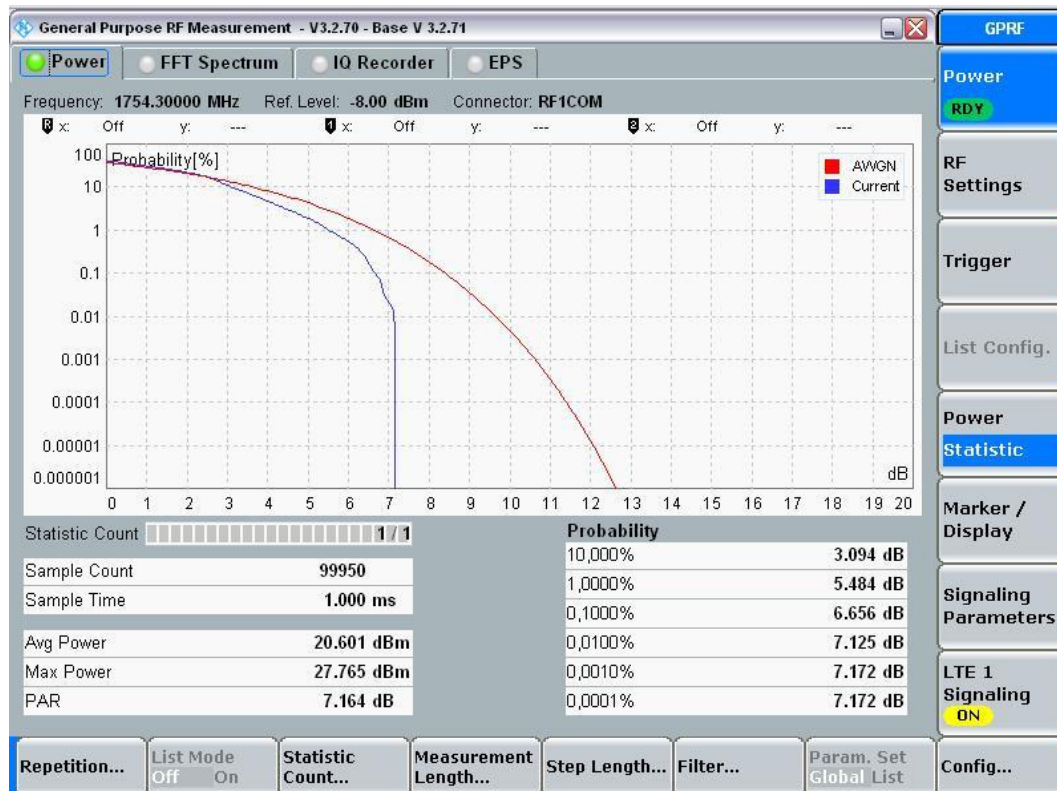 General Purpose RF Measurement - V3.2.70 - Base V 3.2.71
GPRF
Power FFT Spectrum IQ Recorder EPS
Frequency: 1754.30000 MHz Ref. Level: -8.00 dBm Connector: RF1COM
R x: Off y: --- 1 x: Off y: --- 2 x: Off y: ---
Probability[%]
100
10
1
0.1
0.01
0.001
0.0001
0.00001
0.000001
AWGN
Current
dB
0 1 2 3 4 5 6 7 8 9 10 11 12 13 14 15 16 17 18 19 20
Statistic Count 1 / 1
Sample Count 99950
Sample Time 1.000 ms
Avg Power 20.601 dBm
Max Power 27.765 dBm
PAR 7.164 dB
Probability
10,000% 3.094 dB
1,0000% 5.484 dB
0,1000% 6.656 dB
0,0100% 7.125 dB
0,0010% 7.172 dB
0,0001% 7.172 dB
Power
RDY
RF
Settings
Trigger
List Config.
Power
Statistic
Marker /
Display
Signaling
Parameters
LTE 1
Signaling
ON
Repetition...
List Mode
Off On
Statistic
Count...
Measurement
Length...
Step Length...
Filter...
Param. Set
Global List
Config...